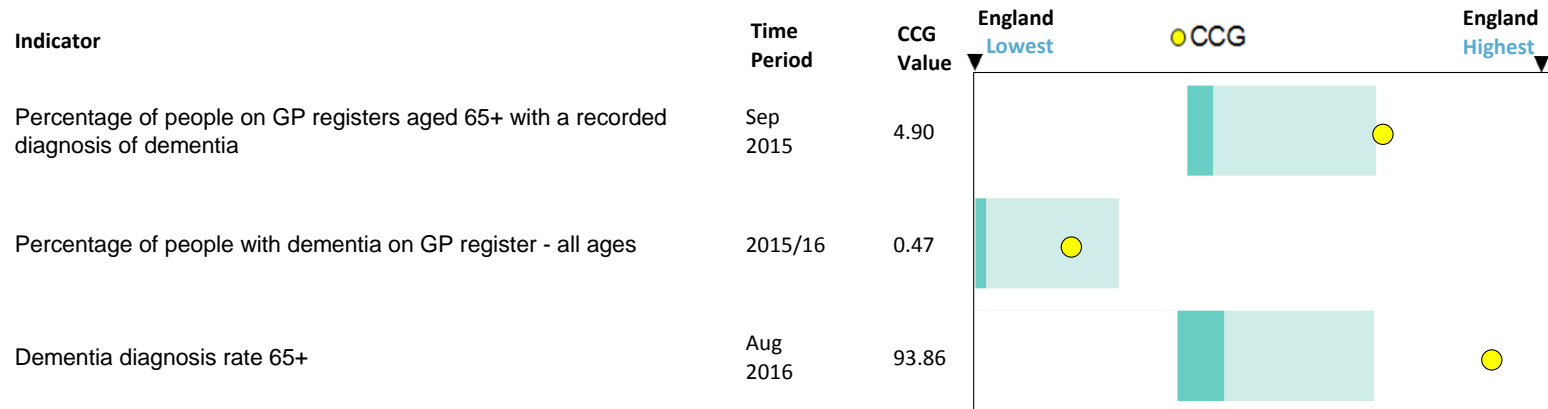 Indicator
Time
Period
CCG
Value
England
Lowest
CCG
England
Highest
Percentage of people on GP registers aged 65+ with a recorded
diagnosis of dementia
Sep
2015
4.90
Percentage of people with dementia on GP register - all ages
2015/16
0.47
Dementia diagnosis rate 65+
Aug
2016
93.86